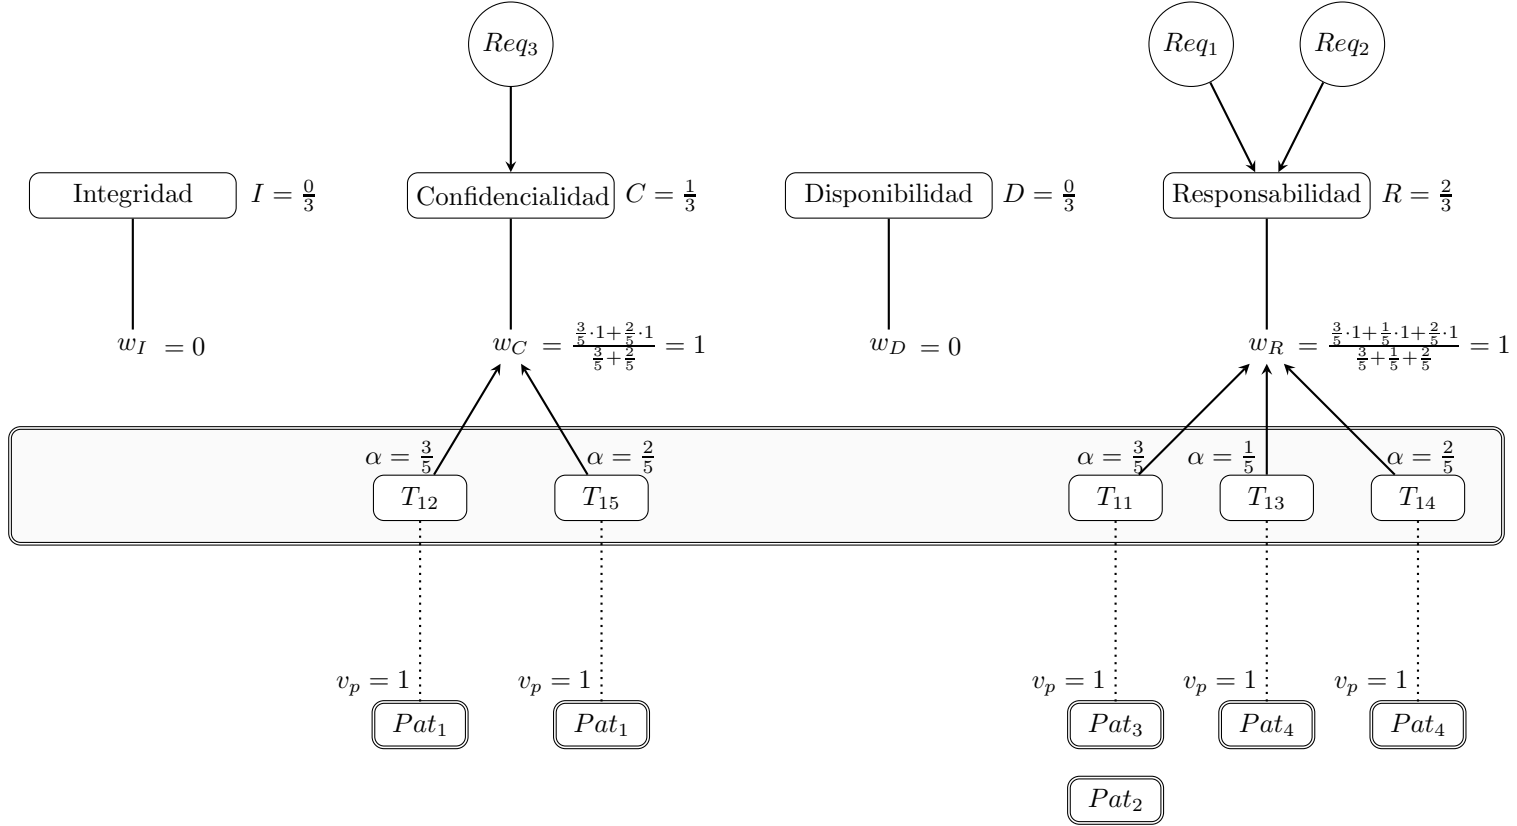 Req₃ Req₁ Req₂
Integridad I = 0/3 Confidencialidad C = 1/3 Disponibilidad D = 0/3 Responsabilidad R = 2/3
w_I = 0 w_C = (3/5·1+2/5·1)/(3/5+2/5) = 1 w_D = 0 w_R = (3/5·1+1/5·1+2/5·1)/(3/5+1/5+2/5) = 1
α = 3/5 α = 2/5 α = 3/5 α = 1/5 α = 2/5
T₁₂ T₁₅ T₁₁ T₁₃ T₁₄
v_p = 1 v_p = 1 v_p = 1 v_p = 1 v_p = 1
Pat₁ Pat₁ Pat₃ Pat₄ Pat₄
Pat₂